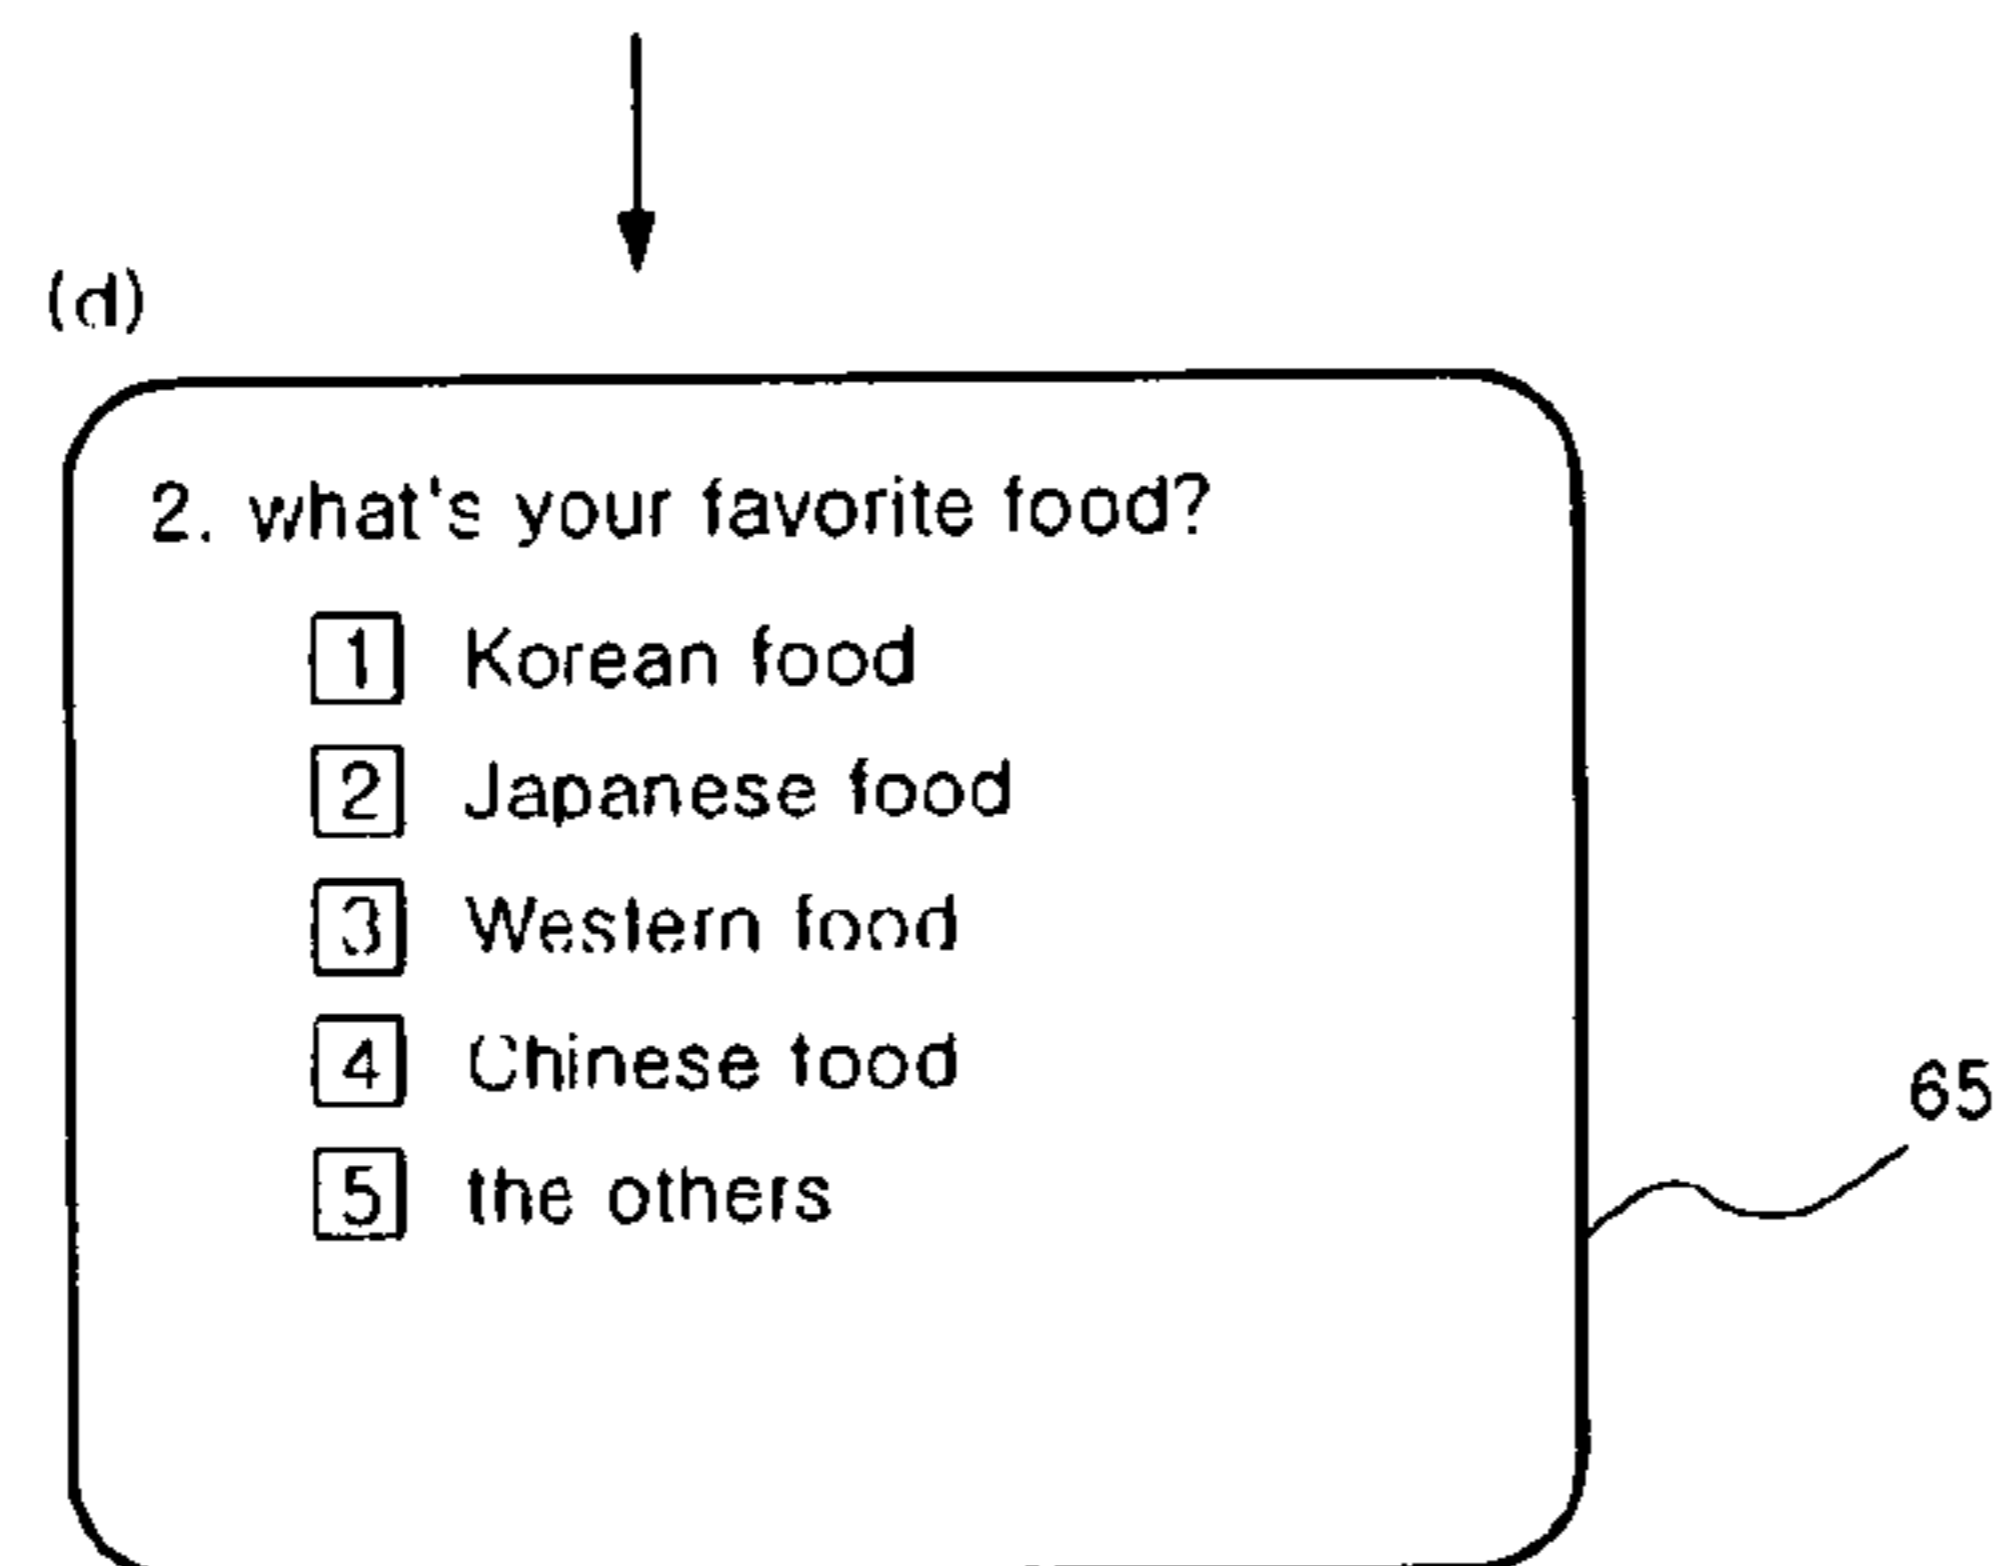 (d)
2. what's your favorite food?
1 Korean food
2 Japanese food
3 Western food
4 Chinese food
5 the others
65